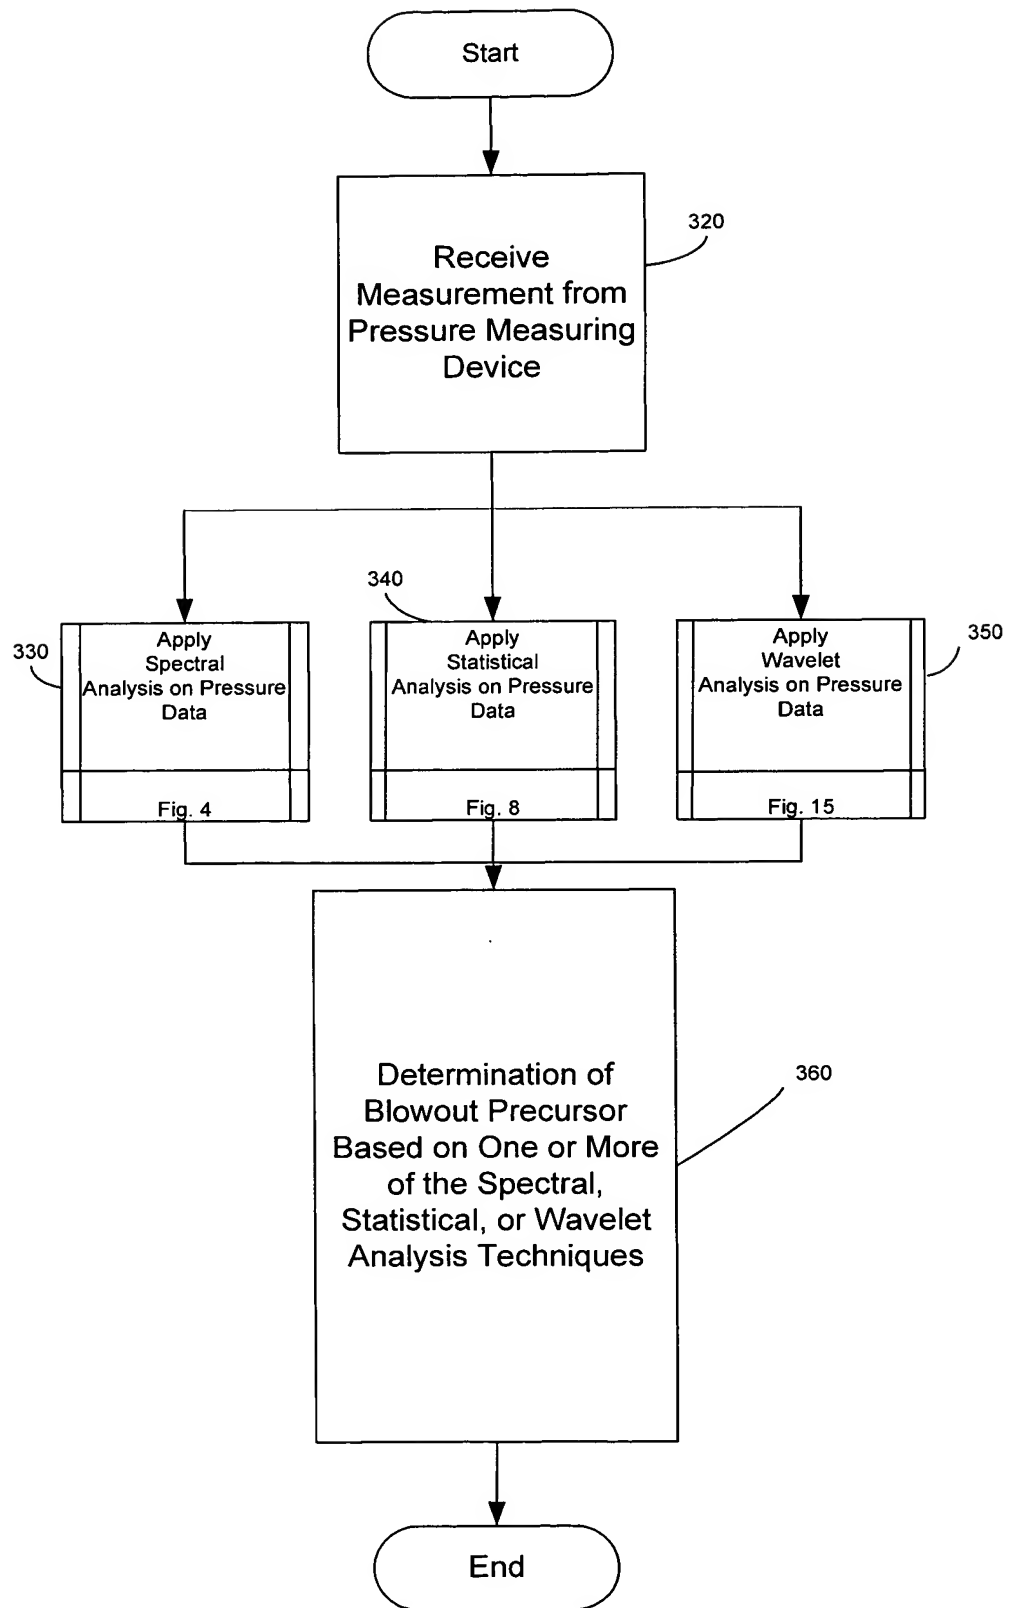 Start
320
Receive
Measurement from
Pressure Measuring
Device
340
330
350
Apply
Spectral
Analysis on Pressure
Data
Fig. 4
Apply
Statistical
Analysis on Pressure
Data
Fig. 8
Apply
Wavelet
Analysis on Pressure
Data
Fig. 15
360
Determination of
Blowout Precursor
Based on One or More
of the Spectral,
Statistical, or Wavelet
Analysis Techniques
End